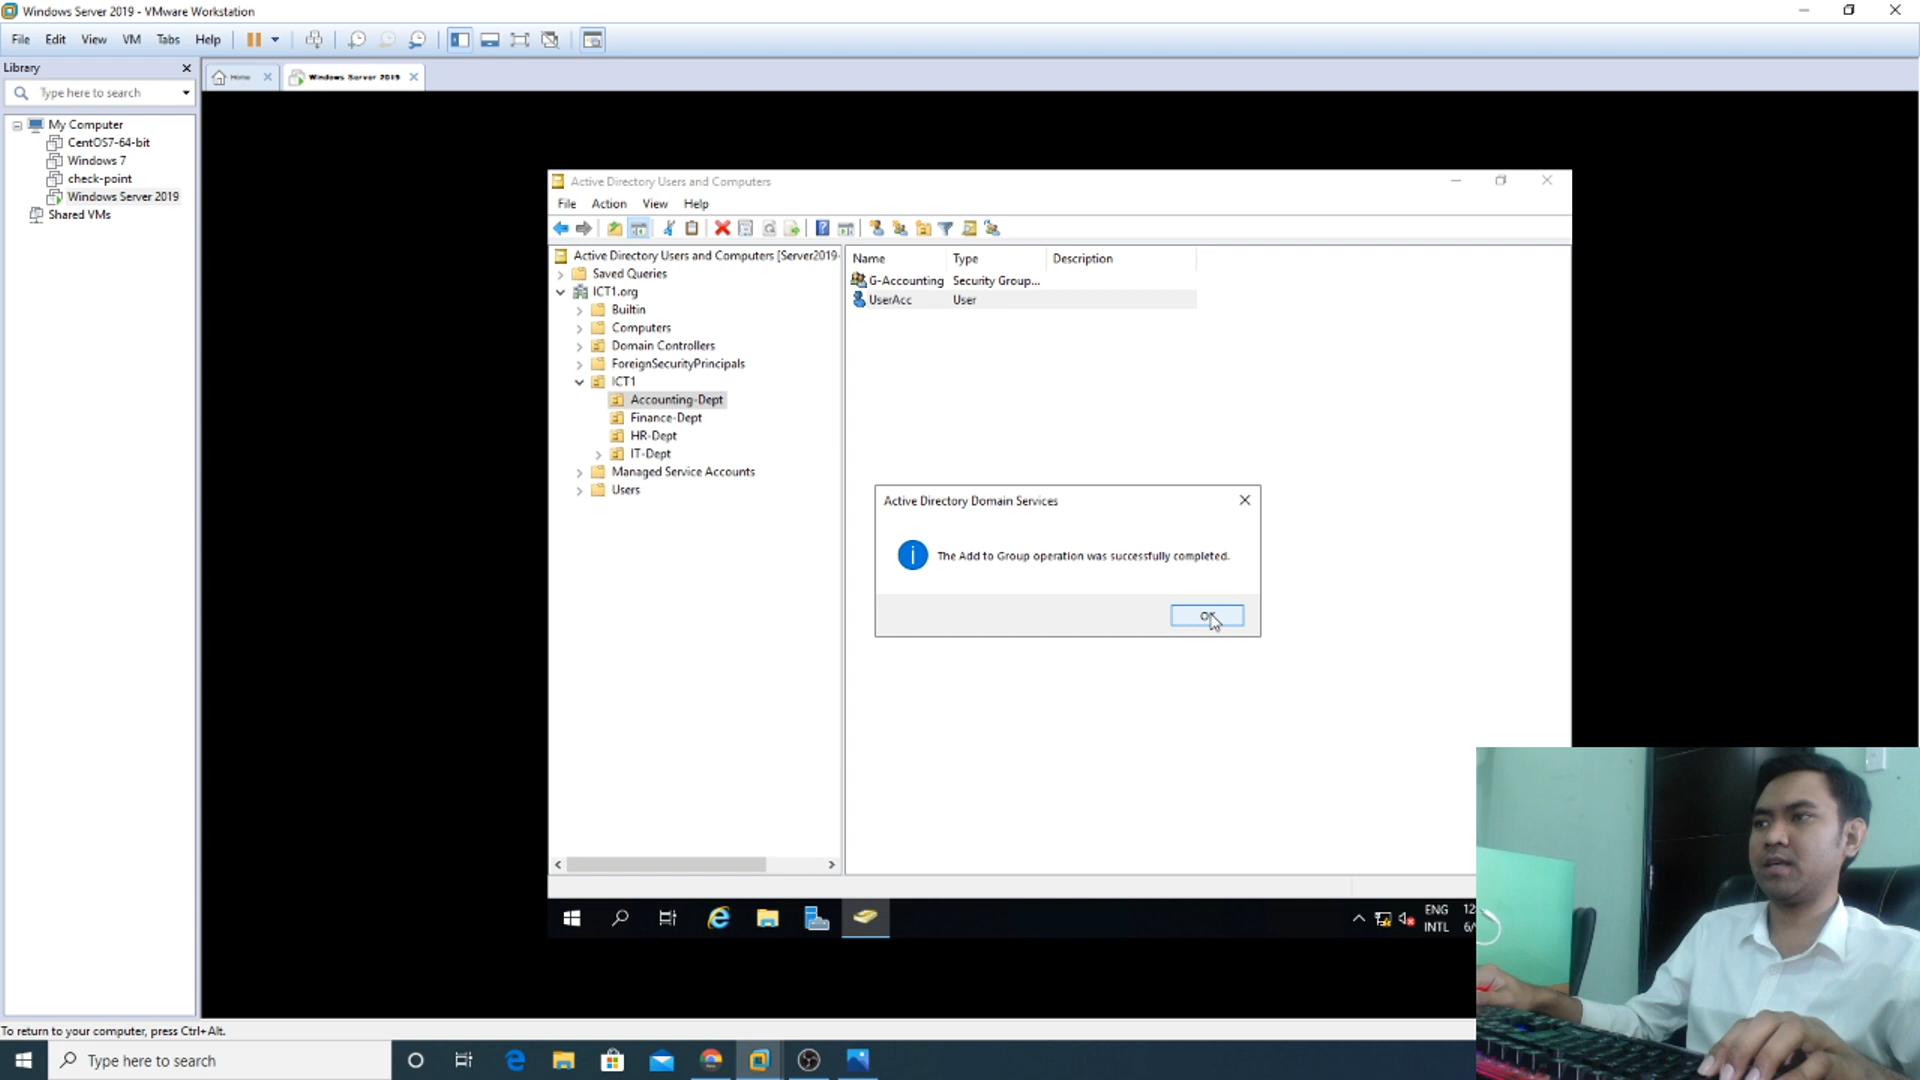 Windows Server 2019 - VMware Workstation
File Edit View VM Tabs Help
Library
Home
Windows Server 2019
Type here to search
My Computer
CentOS7-64-bit
Windows 7
check-point
Windows Server 2019
Shared VMs
Active Directory Users and Computers
File Action View Help
Active Directory Users and Computers [Server2019-
Saved Queries
ICT1.org
Builtin
Computers
Domain Controllers
ForeignSecurityPrincipals
ICT1
Accounting-Dept
Finance-Dept
HR-Dept
IT-Dept
Managed Service Accounts
Users
Name Type Description
G-Accounting Security Group...
UserAcc User
Active Directory Domain Services
The Add to Group operation was successfully completed.
OK
ENG
INTL
To return to your computer, press Ctrl+Alt.
Type here to search